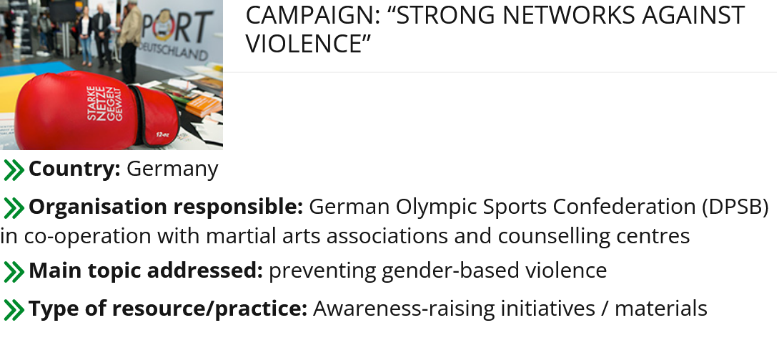 CAMPAIGN: “STRONG NETWORKS AGAINST
VIOLENCE”
PORT
DEUTSCHLAND
STARKE
NETZE
GEGEN
GEWALT
Country: Germany
Organisation responsible: German Olympic Sports Confederation (DPSB)
in co-operation with martial arts associations and counselling centres
Main topic addressed: preventing gender-based violence
Type of resource/practice: Awareness-raising initiatives / materials